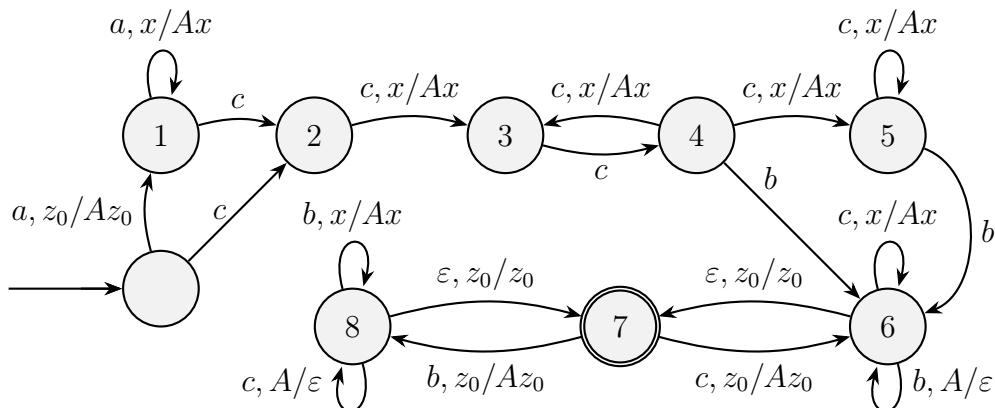 a, x/Ax
c, x/Ax
c
c, x/Ax
c, x/Ax
c, x/Ax
1
2
3
4
5
c
b
a, z₀/Az₀
c
b, x/Ax
c, x/Ax
b
ε, z₀/z₀
ε, z₀/z₀
8
7
6
c, A/ε
b, z₀/Az₀
c, z₀/Az₀
b, A/ε